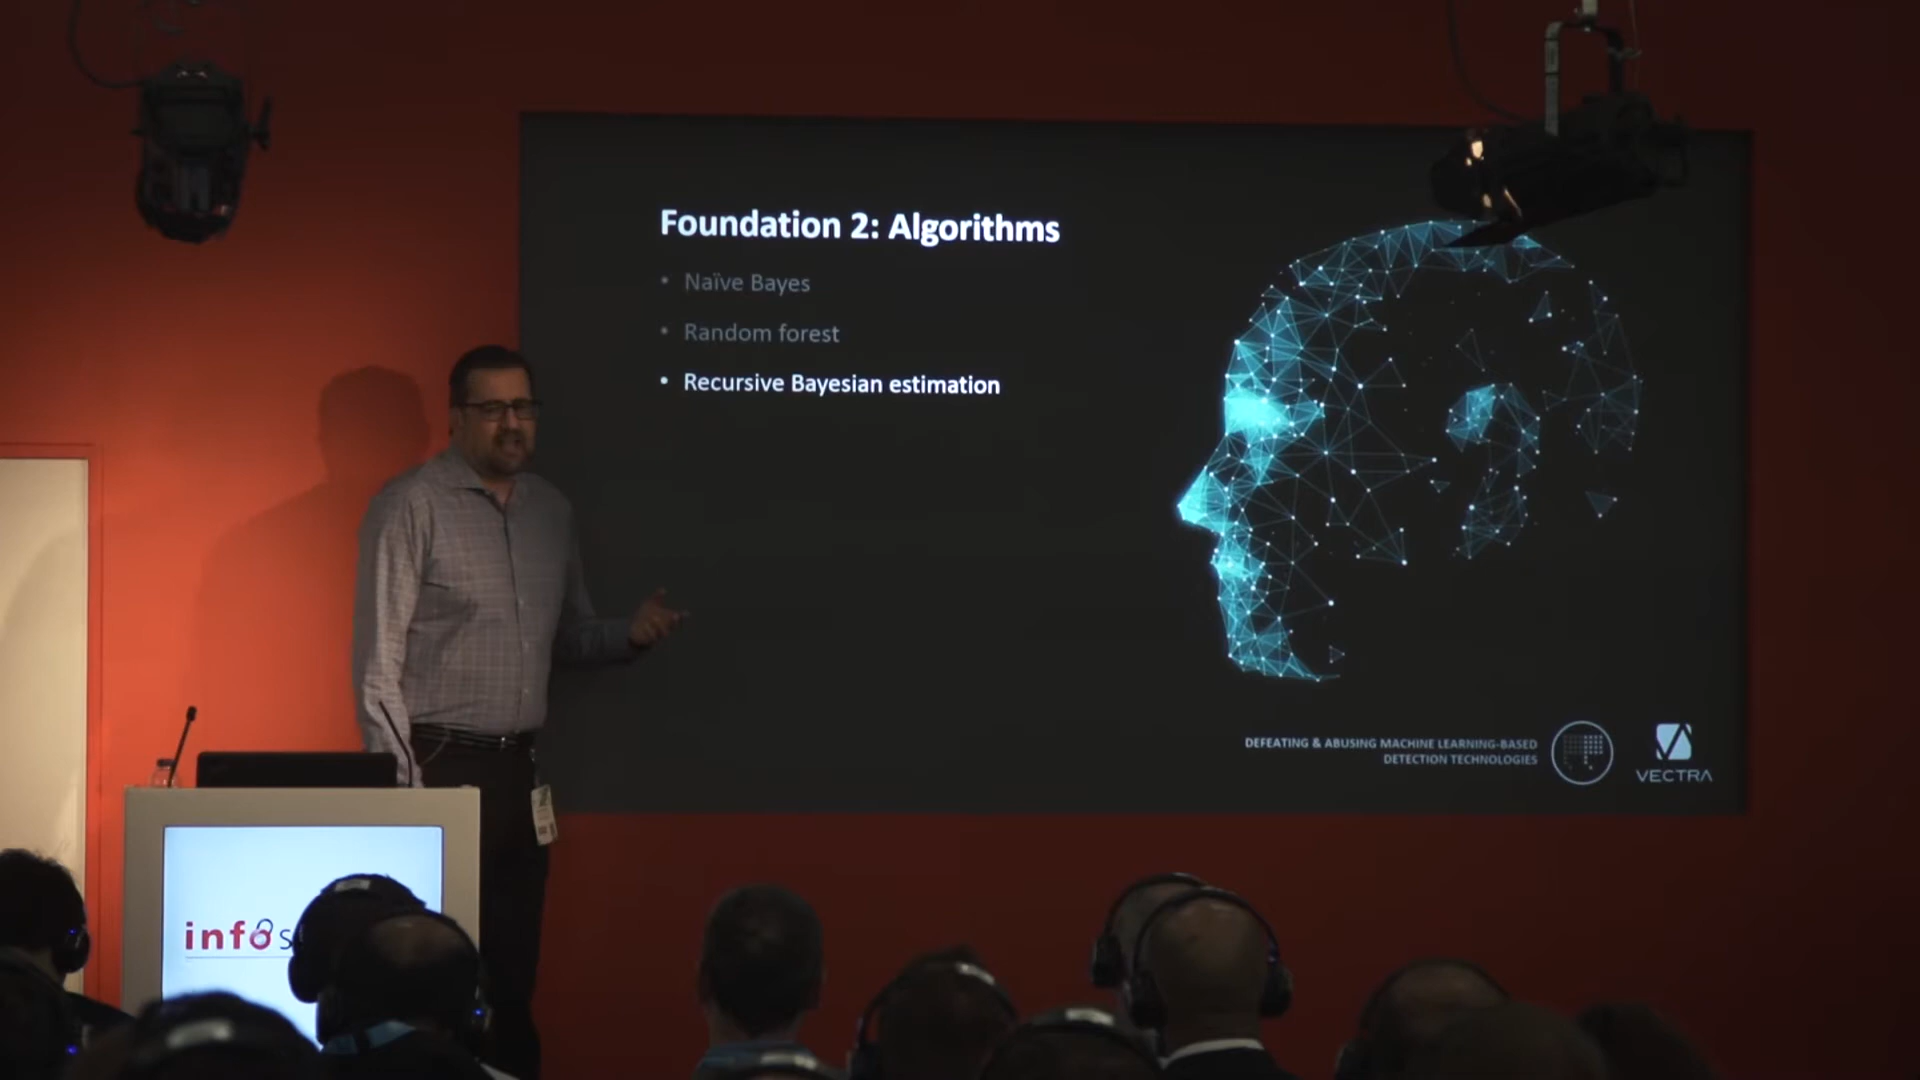 Foundation 2: Algorithms
• Naïve Bayes
• Random forest
• Recursive Bayesian estimation
DEFEATING & ABUSING MACHINE LEARNING-BASED
DETECTION TECHNOLOGIES
VECTRA
info